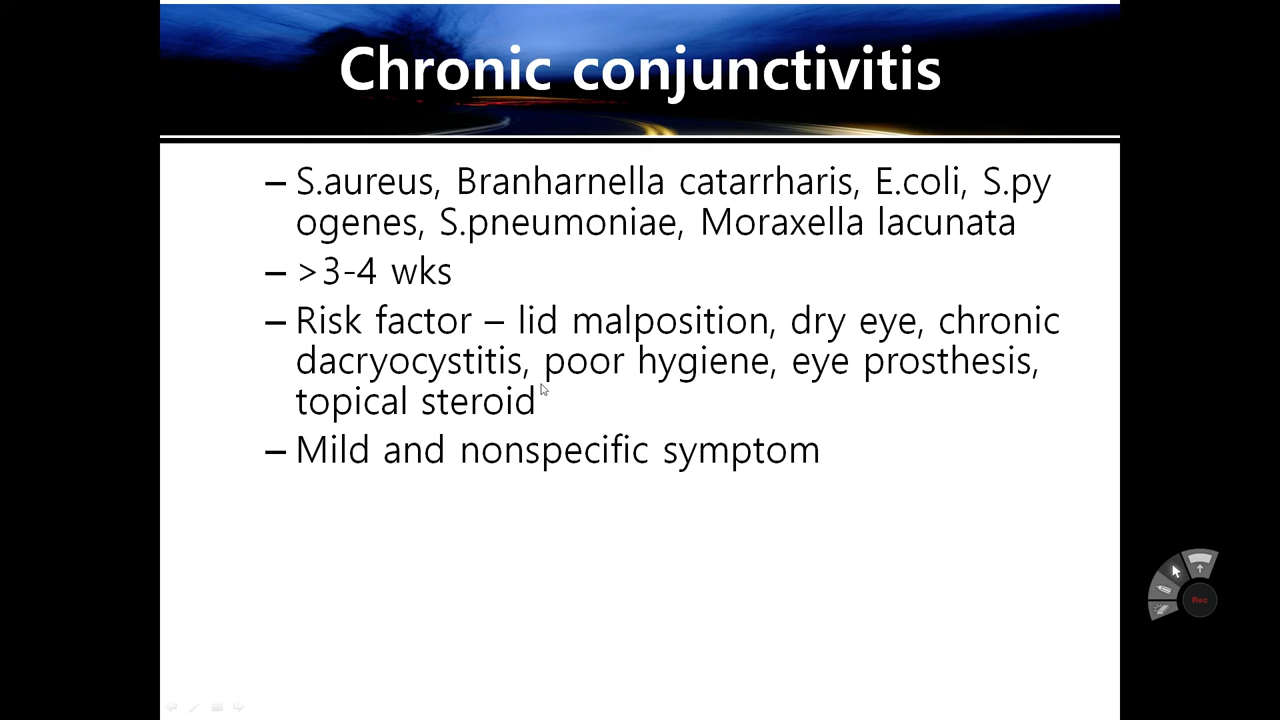 Chronic conjunctivitis
– S.aureus, Branharnella catarrharis, E.coli, S.py
ogenes, S.pneumoniae, Moraxella lacunata
– >3-4 wks
– Risk factor – lid malposition, dry eye, chronic
dacryocystitis, poor hygiene, eye prosthesis,
topical steroid
– Mild and nonspecific symptom
Rec